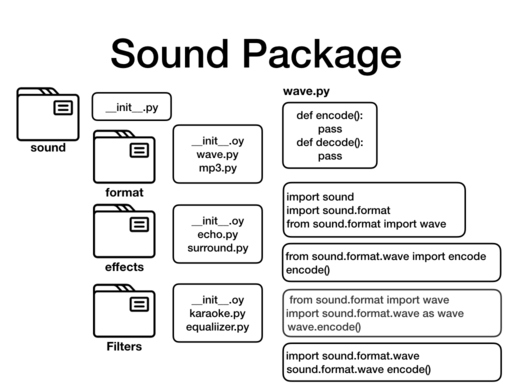 Sound Package
sound
__init__.py
format
__init__.oy
wave.py
mp3.py
effects
__init__.oy
echo.py
surround.py
Filters
__init__.oy
karaoke.py
equaliizer.py
wave.py
def encode():
pass
def decode():
pass
import sound
import sound.format
from sound.format import wave
from sound.format.wave import encode
encode()
from sound.format import wave
import sound.format.wave as wave
wave.encode()
import sound.format.wave
sound.format.wave encode()